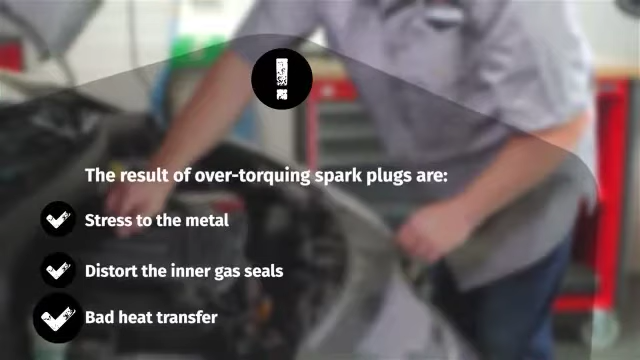 !
The result of over-torquing spark plugs are:
Stress to the metal
Distort the inner gas seals
Bad heat transfer